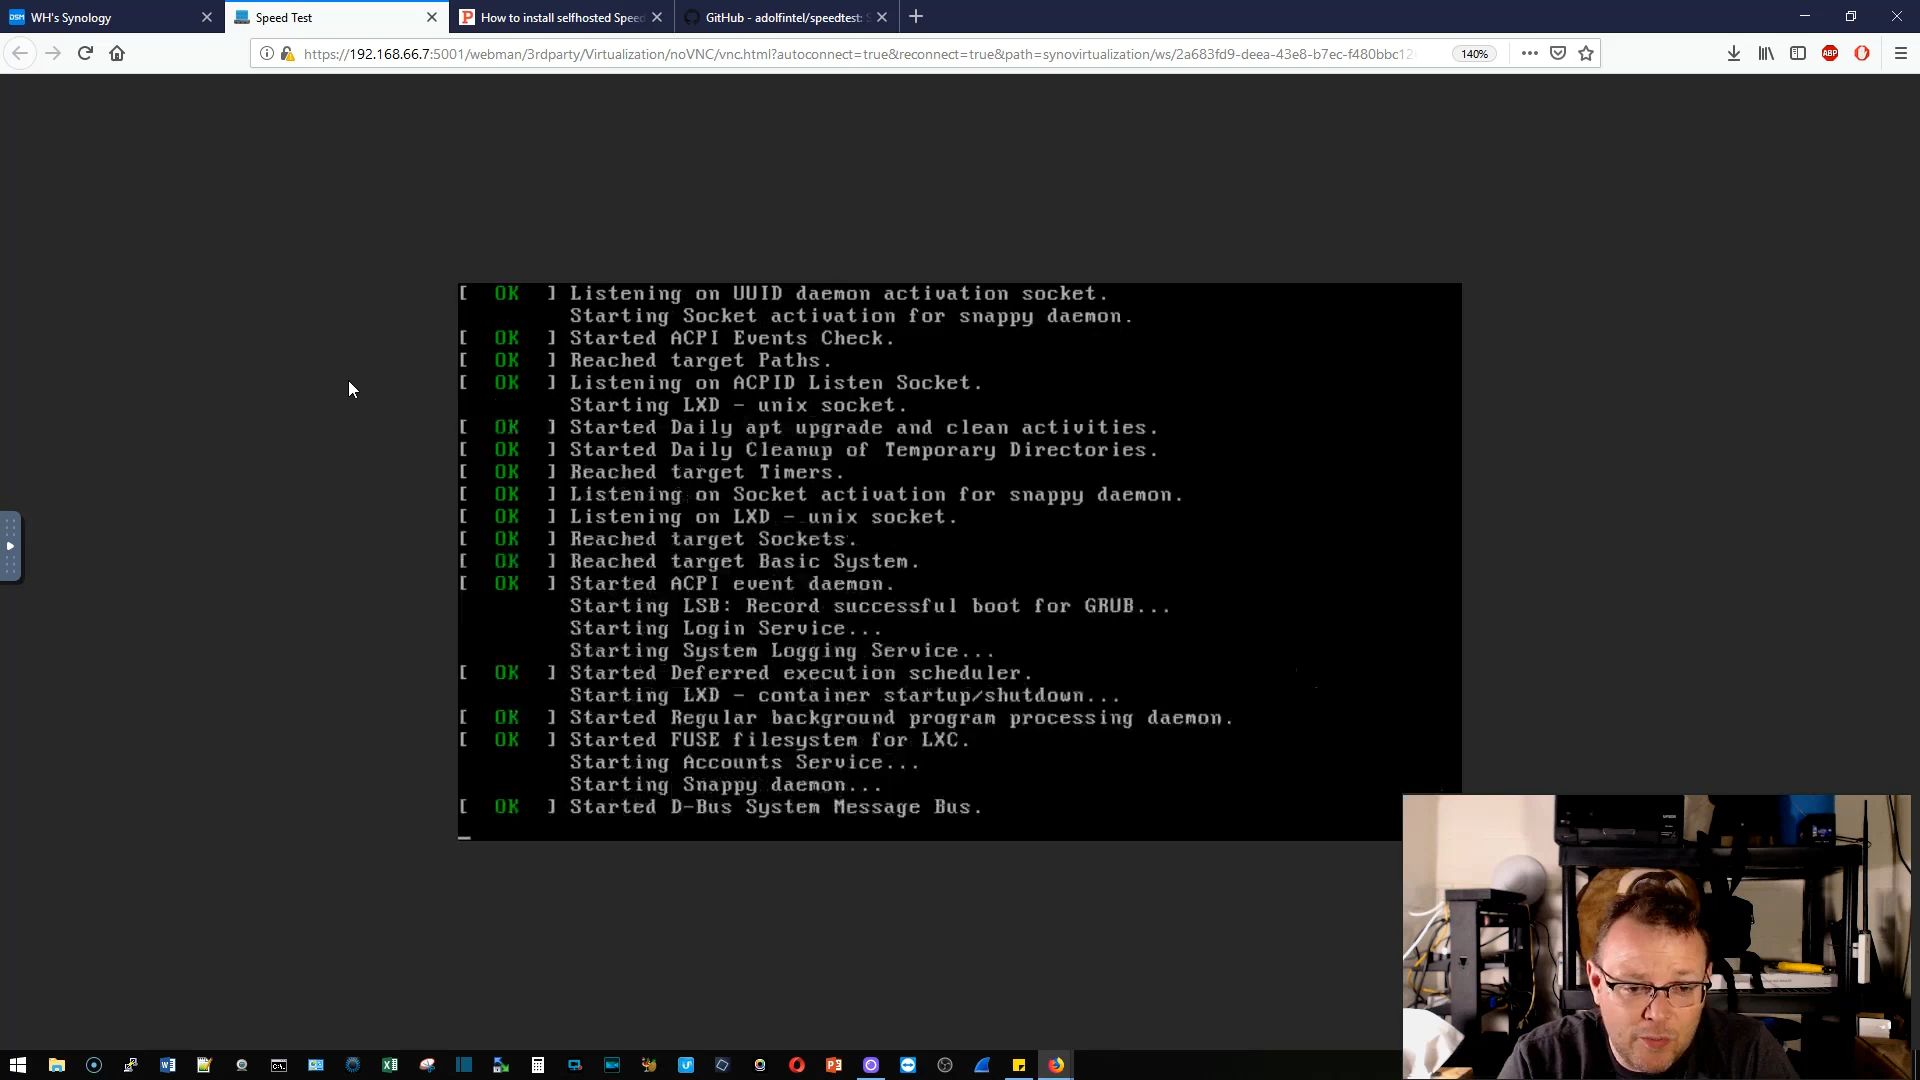 WH's Synology
Speed Test
How to install selfhosted Speed
GitHub - adolfintel/speedtest: S
https://192.168.66.7:5001/webman/3rdparty/Virtualization/noVNC/vnc.html?autoconnect=true&reconnect=true&path=synovirtualization/ws/2a683fd9-deea-43e8-b7ec-f480bbc12
140%
[ OK ] Listening on UUID daemon activation socket.
Starting Socket activation for snappy daemon.
[ OK ] Started ACPI Events Check.
[ OK ] Reached target Paths.
[ OK ] Listening on ACPID Listen Socket.
Starting LXD - unix socket.
[ OK ] Started Daily apt upgrade and clean activities.
[ OK ] Started Daily Cleanup of Temporary Directories.
[ OK ] Reached target Timers.
[ OK ] Listening on Socket activation for snappy daemon.
[ OK ] Listening on LXD - unix socket.
[ OK ] Reached target Sockets.
[ OK ] Reached target Basic System.
[ OK ] Started ACPI event daemon.
Starting LSB: Record successful boot for GRUB...
Starting Login Service...
Starting System Logging Service...
[ OK ] Started Deferred execution scheduler.
Starting LXD - container startup/shutdown...
[ OK ] Started Regular background program processing daemon.
[ OK ] Started FUSE filesystem for LXC.
Starting Accounts Service...
Starting Snappy daemon...
[ OK ] Started D-Bus System Message Bus.